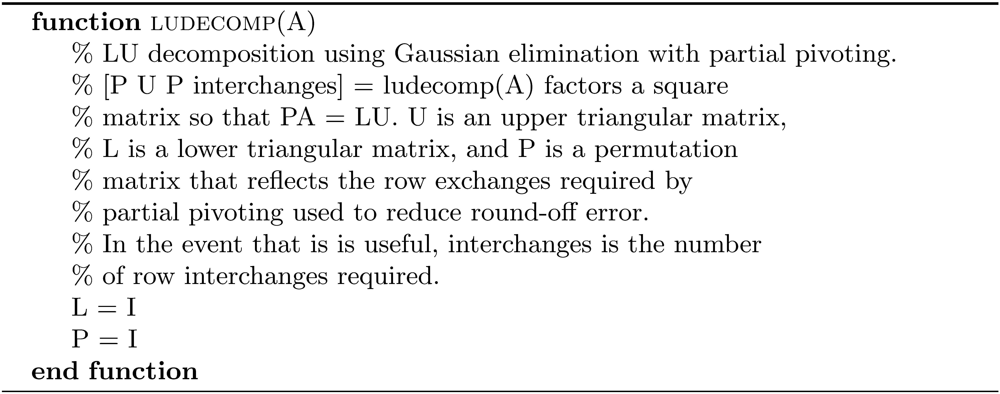 function LUDECOMP(A)
% LU decomposition using Gaussian elimination with partial pivoting.
% [P U P interchanges] = ludecomp(A) factors a square
% matrix so that PA = LU. U is an upper triangular matrix,
% L is a lower triangular matrix, and P is a permutation
% matrix that reflects the row exchanges required by
% partial pivoting used to reduce round-off error.
% In the event that is is useful, interchanges is the number
% of row interchanges required.
L = I
P = I
end function